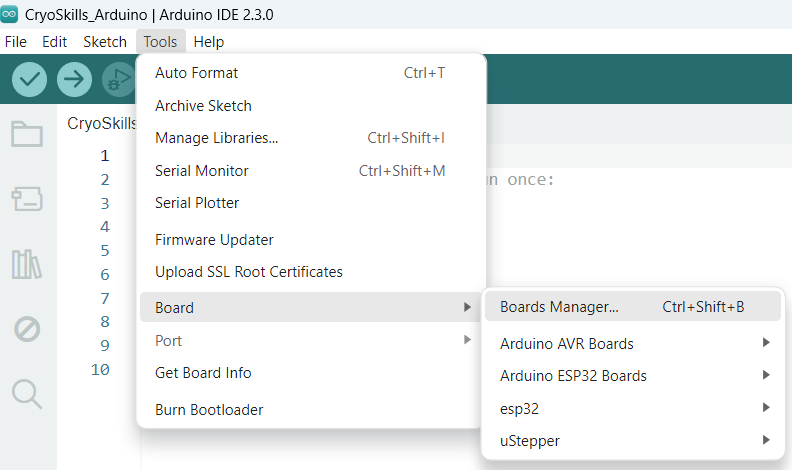 CryoSkills_Arduino | Arduino IDE 2.3.0
File Edit Sketch Tools Help
Auto Format Ctrl+T
Archive Sketch
CryoSkills
Manage Libraries... Ctrl+Shift+I
1
Serial Monitor Ctrl+Shift+M
2
n once:
3
Serial Plotter
4
Firmware Updater
5
Upload SSL Root Certificates
6
7
Board
Boards Manager... Ctrl+Shift+B
8
Port
Arduino AVR Boards
9
Get Board Info
10
Arduino ESP32 Boards
Burn Bootloader
esp32
uStepper